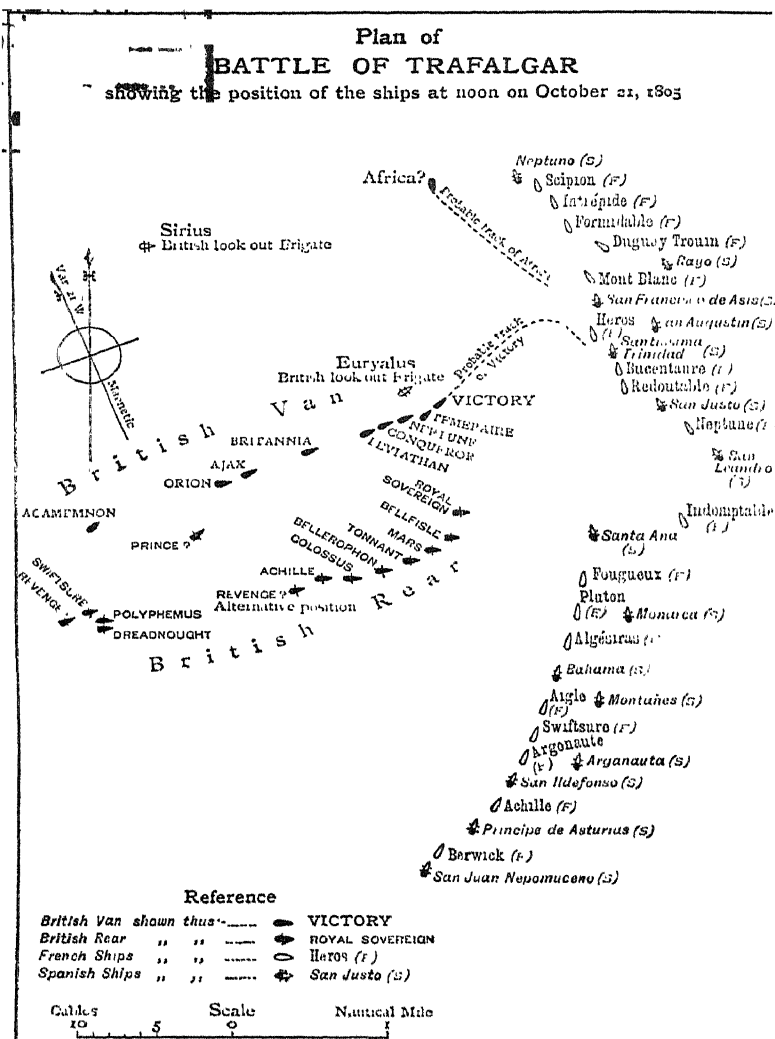 Plan of
BATTLE OF TRAFALGAR
showing the position of the ships at noon on October 21, 1805
Neptuno (S)
Africa?
Scipion (F)
Intrépide (F)
Probable track of Africa
Formidable (F)
Sirius
British look out Frigate
Duguay Trouin (F)
Rayo (S)
Mont Blanc (F)
Var 21 W
Magnetic
San Francisco de Asis (S
Heros
(F)
an Augustin (S)
Santissima
Trinidad (S)
Probable track
o. Victory
Euryalus
British look out Frigate
Bucentaure (F)
Redoutable (F)
VICTORY
San Justo (S)
TEMERAIRE
NEPTUNE
CONQUEROR
LEVIATHAN
Neptune (F
British Van
BRITANNIA
AJAX
ORION
San
Leandro
(S)
ROYAL
SOVEREIGN
AGAMEMNON
BELLEISLE
MARS
TONNANT
BELLEROPHON
COLOSSUS
ACHILLE
PRINCE ?
Indomptable
(F)
Santa Ana
(S)
SWIFTSURE
REVENGE
REVENGE ?
Alternative position
Fougueux (F)
Pluton
(F)
Monarca (S)
POLYPHEMUS
DREADNOUGHT
British Rear
Algésiras (F
Bahama (S)
Aigle
(F)
Montañes (S)
Swiftsure (F)
Argonaute
(F)
Arganauta (S)
San Ildefonso (S)
Achille (F)
Principe de Asturias (S)
Berwick (F)
San Juan Nepomuceno (S)
Reference
British Van shown thus VICTORY
British Rear „ „ ROYAL SOVEREIGN
French Ships „ „ Heros (F)
Spanish Ships „ „ San Justo (S)
Cables Scale Nautical Mile
10 5 0 1